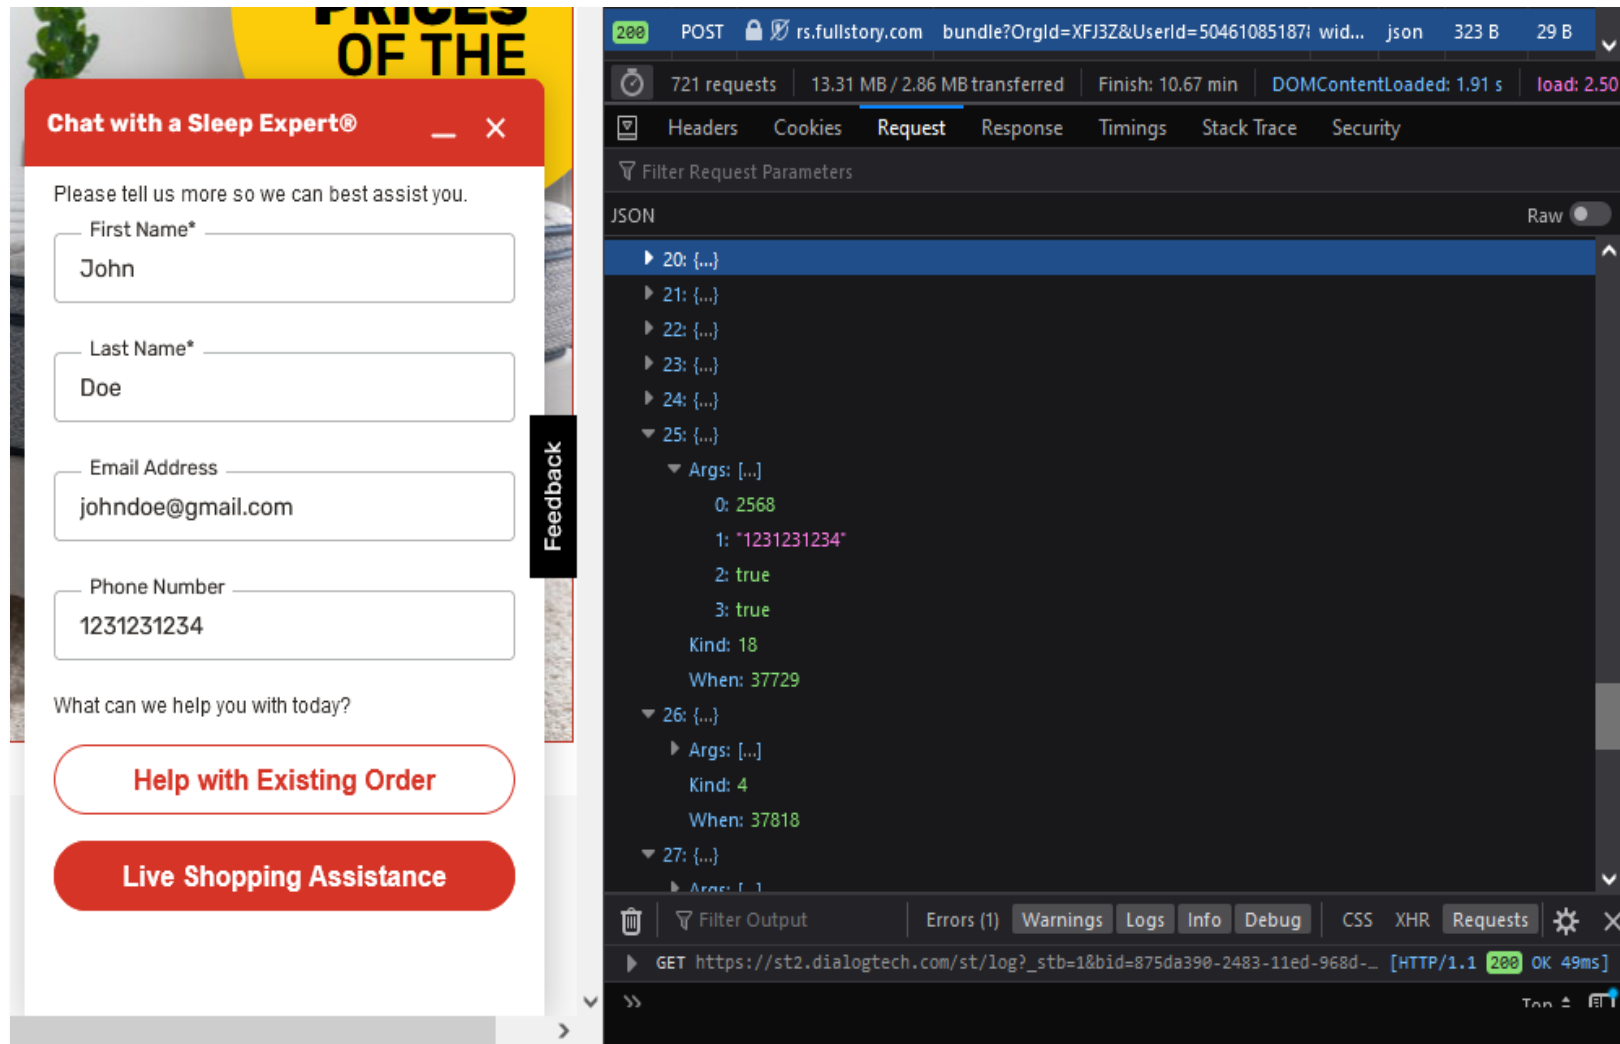 PRICES
OF THE
Chat with a Sleep Expert®
Please tell us more so we can best assist you.
First Name*
John
Last Name*
Doe
Email Address
johndoe@gmail.com
Phone Number
1231231234
What can we help you with today?
Help with Existing Order
Live Shopping Assistance
Feedback
200 POST rs.fullstory.com bundle?OrgId=XFJ3Z&UserId=504610851878 wid... json 323 B 29 B
721 requests 13.31 MB / 2.86 MB transferred Finish: 10.67 min DOMContentLoaded: 1.91 s load: 2.50
Headers Cookies Request Response Timings Stack Trace Security
Filter Request Parameters
JSON Raw
20: {...}
21: {...}
22: {...}
23: {...}
24: {...}
25: {...}
Args: [...]
0: 2568
1: "1231231234"
2: true
3: true
Kind: 18
When: 37729
26: {...}
Args: [...]
Kind: 4
When: 37818
27: {...}
Args: [...]
Filter Output Errors (1) Warnings Logs Info Debug CSS XHR Requests
GET https://st2.dialogtech.com/st/log?_stb=1&bid=875da390-2483-11ed-968d-… [HTTP/1.1 200 OK 49ms]
Top